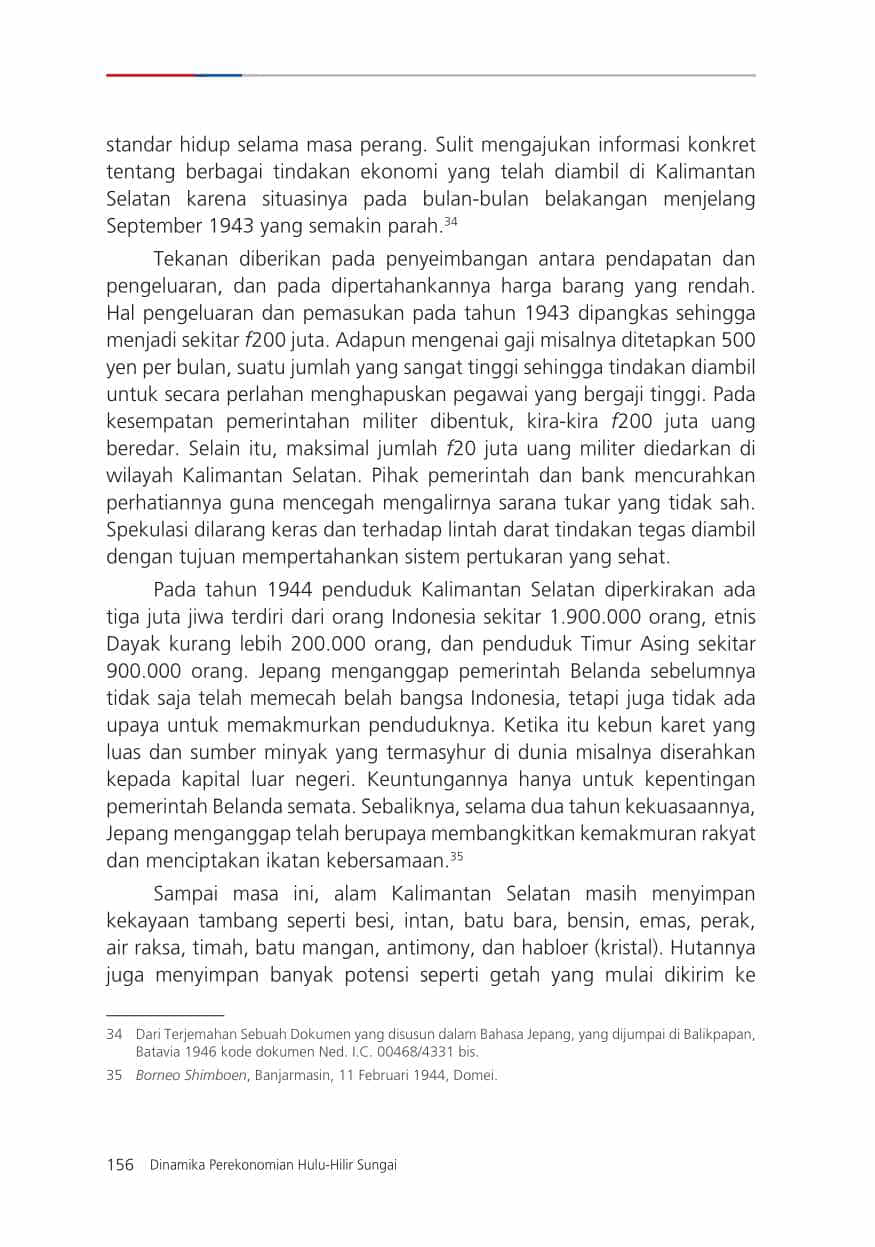 standar hidup selama masa perang. Sulit mengajukan informasi konkret
tentang berbagai tindakan ekonomi yang telah diambil di Kalimantan
Selatan karena situasinya pada bulan-bulan belakangan menjelang
September 1943 yang semakin parah.34
Tekanan diberikan pada penyeimbangan antara pendapatan dan
pengeluaran, dan pada dipertahankannya harga barang yang rendah.
Hal pengeluaran dan pemasukan pada tahun 1943 dipangkas sehingga
menjadi sekitar f200 juta. Adapun mengenai gaji misalnya ditetapkan 500
yen per bulan, suatu jumlah yang sangat tinggi sehingga tindakan diambil
untuk secara perlahan menghapuskan pegawai yang bergaji tinggi. Pada
kesempatan pemerintahan militer dibentuk, kira-kira f200 juta uang
beredar. Selain itu, maksimal jumlah f20 juta uang militer diedarkan di
wilayah Kalimantan Selatan. Pihak pemerintah dan bank mencurahkan
perhatiannya guna mencegah mengalirnya sarana tukar yang tidak sah.
Spekulasi dilarang keras dan terhadap lintah darat tindakan tegas diambil
dengan tujuan mempertahankan sistem pertukaran yang sehat.
Pada tahun 1944 penduduk Kalimantan Selatan diperkirakan ada
tiga juta jiwa terdiri dari orang Indonesia sekitar 1.900.000 orang, etnis
Dayak kurang lebih 200.000 orang, dan penduduk Timur Asing sekitar
900.000 orang. Jepang menganggap pemerintah Belanda sebelumnya
tidak saja telah memecah belah bangsa Indonesia, tetapi juga tidak ada
upaya untuk memakmurkan penduduknya. Ketika itu kebun karet yang
luas dan sumber minyak yang termasyhur di dunia misalnya diserahkan
kepada kapital luar negeri. Keuntungannya hanya untuk kepentingan
pemerintah Belanda semata. Sebaliknya, selama dua tahun kekuasaannya,
Jepang menganggap telah berupaya membangkitkan kemakmuran rakyat
dan menciptakan ikatan kebersamaan.35
Sampai masa ini, alam Kalimantan Selatan masih menyimpan
kekayaan tambang seperti besi, intan, batu bara, bensin, emas, perak,
air raksa, timah, batu mangan, antimony, dan habloer (kristal). Hutannya
juga menyimpan banyak potensi seperti getah yang mulai dikirim ke
34 Dari Terjemahan Sebuah Dokumen yang disusun dalam Bahasa Jepang, yang dijumpai di Balikpapan,
Batavia 1946 kode dokumen Ned. I.C. 00468/4331 bis.
35 Borneo Shimboen, Banjarmasin, 11 Februari 1944, Domei.
156 Dinamika Perekonomian Hulu-Hilir Sungai